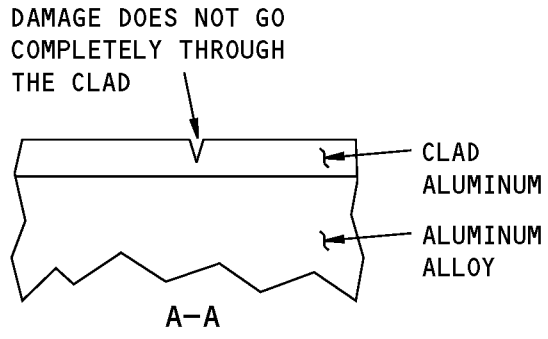 DAMAGE DOES NOT GO
COMPLETELY THROUGH
THE CLAD
CLAD
ALUMINUM
ALUMINUM
ALLOY
A-A